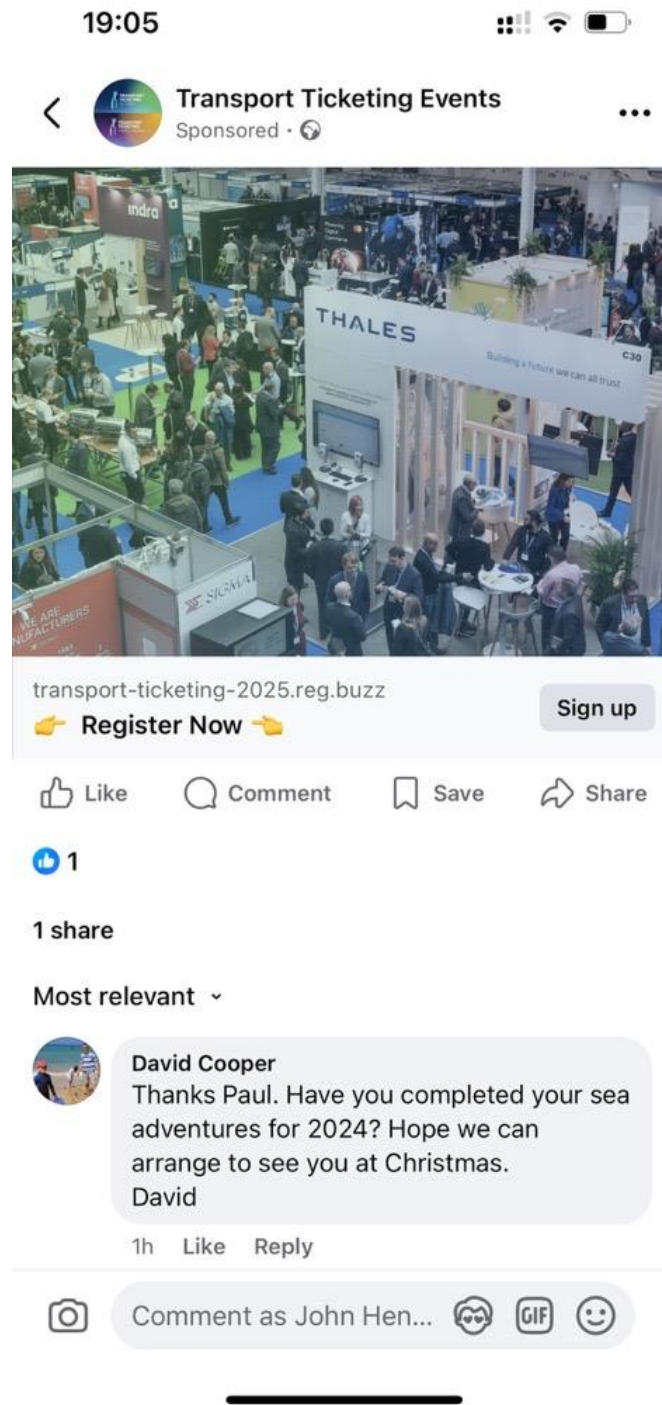 19:05
Transport Ticketing Events
Sponsored ·
indra
THALES
C30
Building a future we can all trust
SIGMA
WE ARE
MANUFACTURERS
transport-ticketing-2025.reg.buzz
👉 Register Now 👈
Sign up
Like Comment Save Share
1
1 share
Most relevant
David Cooper
Thanks Paul. Have you completed your sea
adventures for 2024? Hope we can
arrange to see you at Christmas.
David
1h Like Reply
Comment as John Hen...
GIF